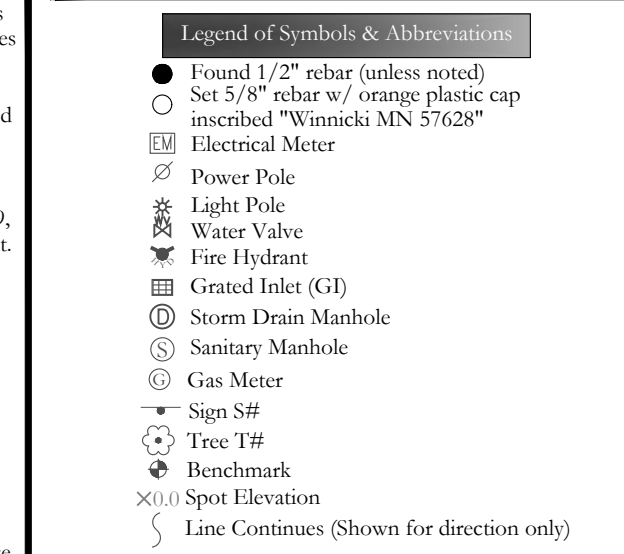 Legend of Symbols & Abbreviations
Found 1/2" rebar (unless noted)
Set 5/8" rebar w/ orange plastic cap
inscribed "Winnicki MN 57628"
EM Electrical Meter
Power Pole
Light Pole
Water Valve
Fire Hydrant
Grated Inlet (GI)
D Storm Drain Manhole
S Sanitary Manhole
G Gas Meter
Sign S#
Tree T#
Benchmark
×0.0 Spot Elevation
Line Continues (Shown for direction only)